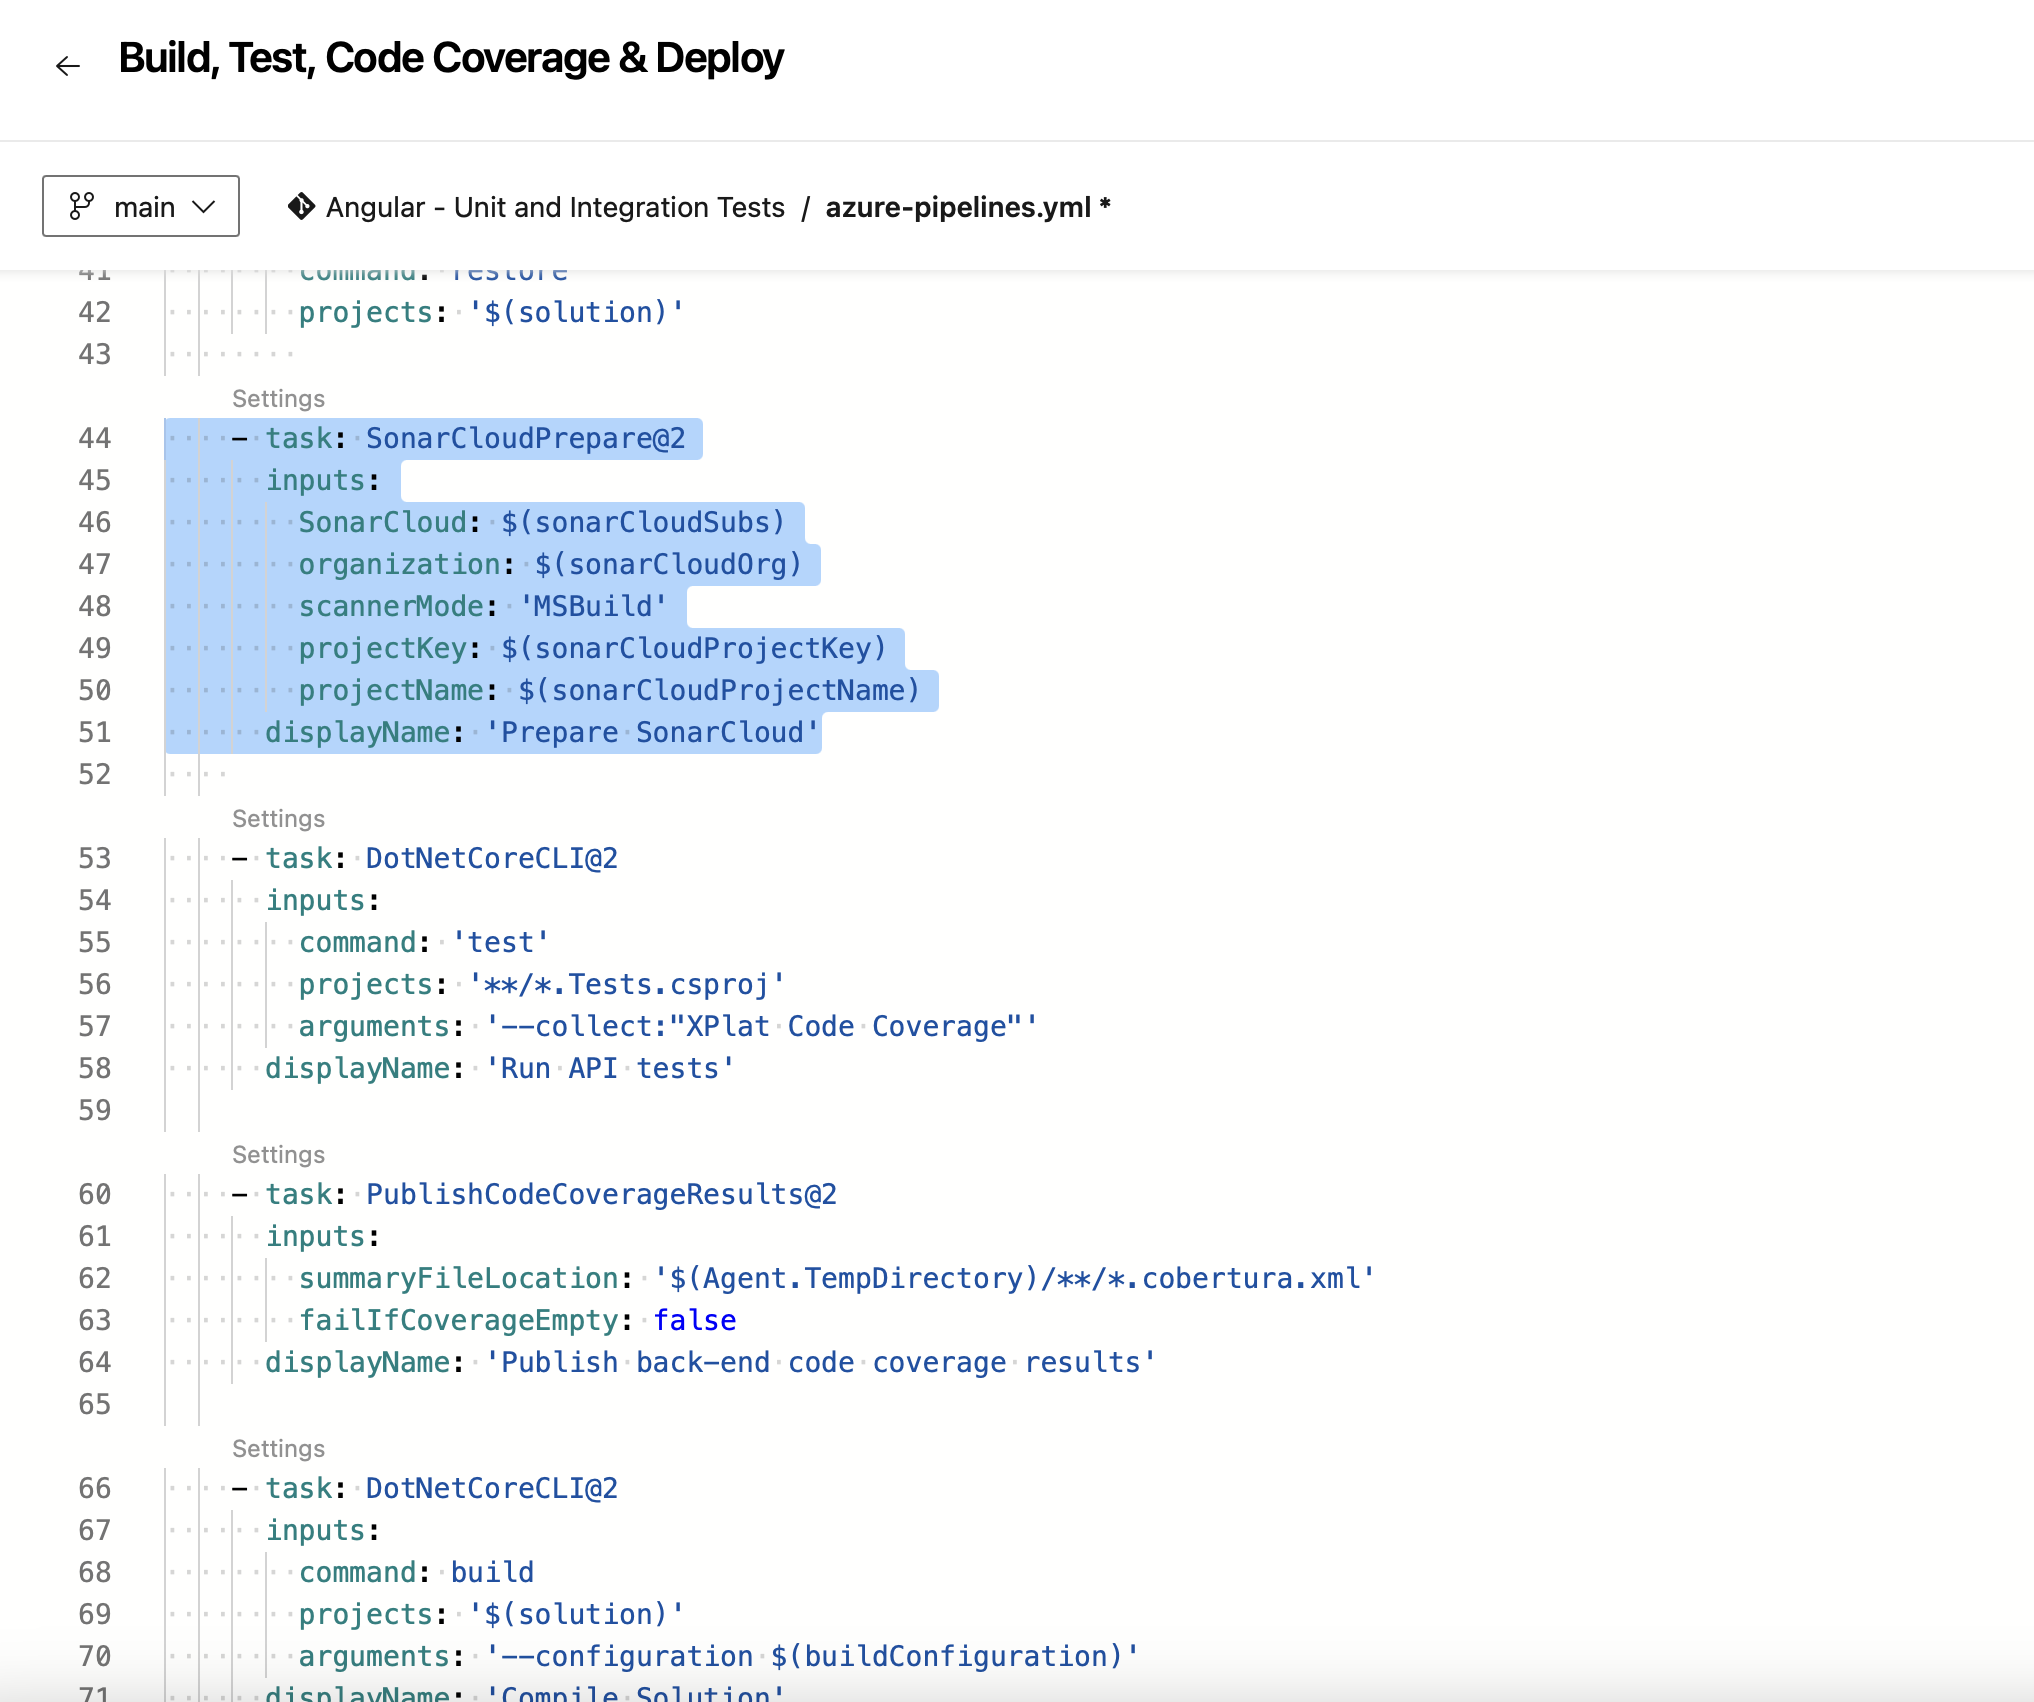 Build, Test, Code Coverage & Deploy
main
Angular - Unit and Integration Tests / azure-pipelines.yml *
41 command: restore
42 projects: '$(solution)'
43
Settings
44 - task: SonarCloudPrepare@2
45 inputs:
46 SonarCloud: $(sonarCloudSubs)
47 organization: $(sonarCloudOrg)
48 scannerMode: 'MSBuild'
49 projectKey: $(sonarCloudProjectKey)
50 projectName: $(sonarCloudProjectName)
51 displayName: 'Prepare SonarCloud'
52
Settings
53 - task: DotNetCoreCLI@2
54 inputs:
55 command: 'test'
56 projects: '**/*.Tests.csproj'
57 arguments: '--collect:"XPlat Code Coverage"'
58 displayName: 'Run API tests'
59
Settings
60 - task: PublishCodeCoverageResults@2
61 inputs:
62 summaryFileLocation: '$(Agent.TempDirectory)/**/*.cobertura.xml'
63 failIfCoverageEmpty: false
64 displayName: 'Publish back-end code coverage results'
65
Settings
66 - task: DotNetCoreCLI@2
67 inputs:
68 command: build
69 projects: '$(solution)'
70 arguments: '--configuration $(buildConfiguration)'
71 displayName: 'Compile Solution'